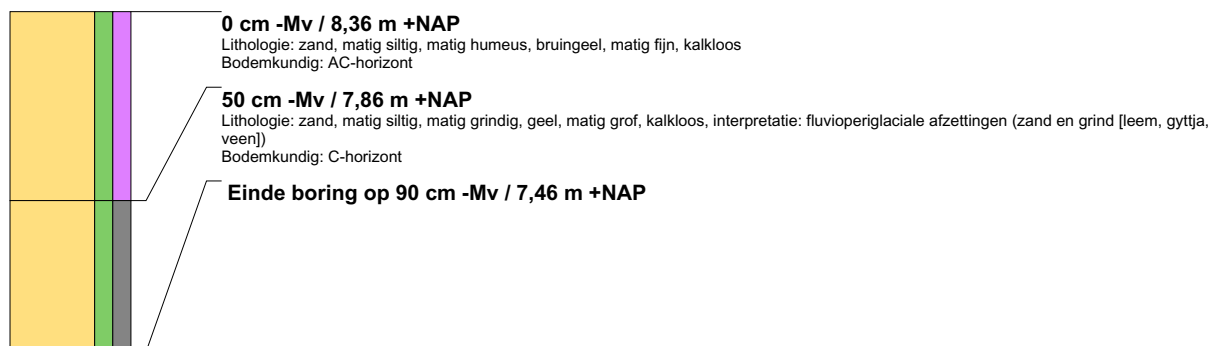 0 cm -Mv / 8,36 m +NAP
Lithologie: zand, matig siltig, matig humeus, bruingeel, matig fijn, kalkloos
Bodemkundig: AC-horizont
50 cm -Mv / 7,86 m +NAP
Lithologie: zand, matig siltig, matig grindig, geel, matig grof, kalkloos, interpretatie: fluvioperiglaciale afzettingen (zand en grind [leem, gyttja,
veen])
Bodemkundig: C-horizont
Einde boring op 90 cm -Mv / 7,46 m +NAP